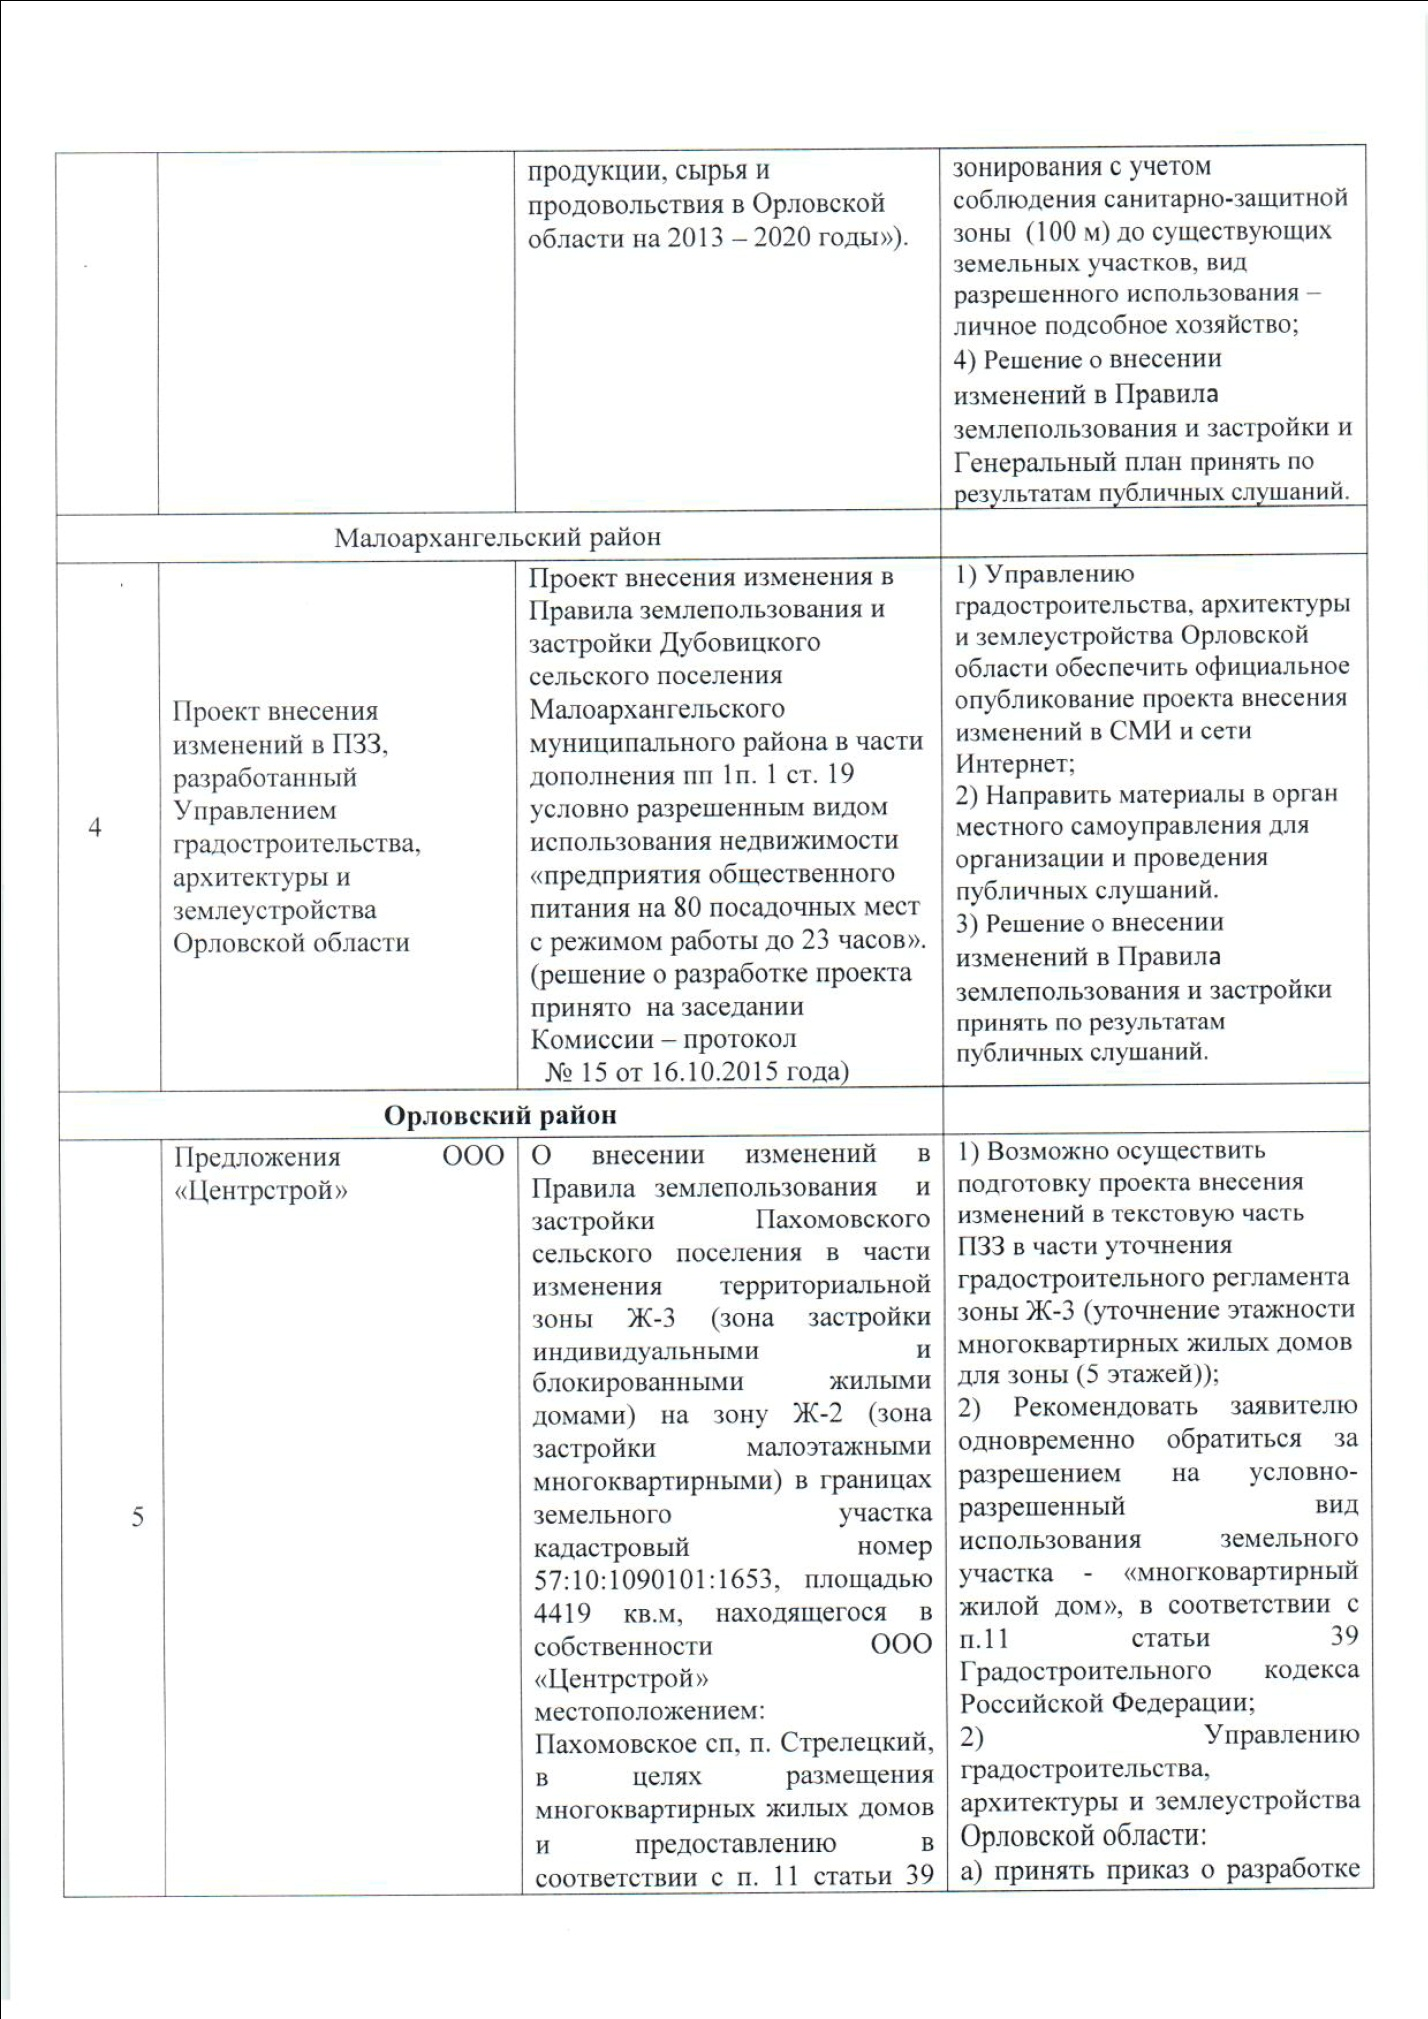 продукции, сырья и
продовольствия в Орловской
области на 2013 – 2020 годы»).
зонирования с учетом
соблюдения санитарно-защитной
зоны (100 м) до существующих
земельных участков, вид
разрешенного использования –
личное подсобное хозяйство;
4) Решение о внесении
изменений в Правила
землепользования и застройки и
Генеральный план принять по
результатам публичных слушаний.
Малоархангельский район
4
Проект внесения
изменений в ПЗЗ,
разработанный
Управлением
градостроительства,
архитектуры и
землеустройства
Орловской области
Проект внесения изменения в
Правила землепользования и
застройки Дубовицкого
сельского поселения
Малоархангельского
муниципального района в части
дополнения пп 1п. 1 ст. 19
условно разрешенным видом
использования недвижимости
«предприятия общественного
питания на 80 посадочных мест
с режимом работы до 23 часов».
(решение о разработке проекта
принято на заседании
Комиссии – протокол
№ 15 от 16.10.2015 года)
1) Управлению
градостроительства, архитектуры
и землеустройства Орловской
области обеспечить официальное
опубликование проекта внесения
изменений в СМИ и сети
Интернет;
2) Направить материалы в орган
местного самоуправления для
организации и проведения
публичных слушаний.
3) Решение о внесении
изменений в Правила
землепользования и застройки
принять по результатам
публичных слушаний.
Орловский район
5
Предложения ООО
«Центрстрой»
О внесении изменений в
Правила землепользования и
застройки Пахомовского
сельского поселения в части
изменения территориальной
зоны Ж-3 (зона застройки
индивидуальными и
блокированными жилыми
домами) на зону Ж-2 (зона
застройки малоэтажными
многоквартирными) в границах
земельного участка
кадастровый номер
57:10:1090101:1653, площадью
4419 кв.м, находящегося в
собственности ООО
«Центрстрой»
местоположением:
Пахомовское сп, п. Стрелецкий,
в целях размещения
многоквартирных жилых домов
и предоставлению в
соответствии с п. 11 статьи 39
1) Возможно осуществить
подготовку проекта внесения
изменений в текстовую часть
ПЗЗ в части уточнения
градостроительного регламента
зоны Ж-3 (уточнение этажности
многоквартирных жилых домов
для зоны (5 этажей));
2) Рекомендовать заявителю
одновременно обратиться за
разрешением на условно-
разрешенный вид
использования земельного
участка - «многковартирный
жилой дом», в соответствии с
п.11 статьи 39
Градостроительного кодекса
Российской Федерации;
2) Управлению
градостроительства,
архитектуры и землеустройства
Орловской области:
а) принять приказ о разработке